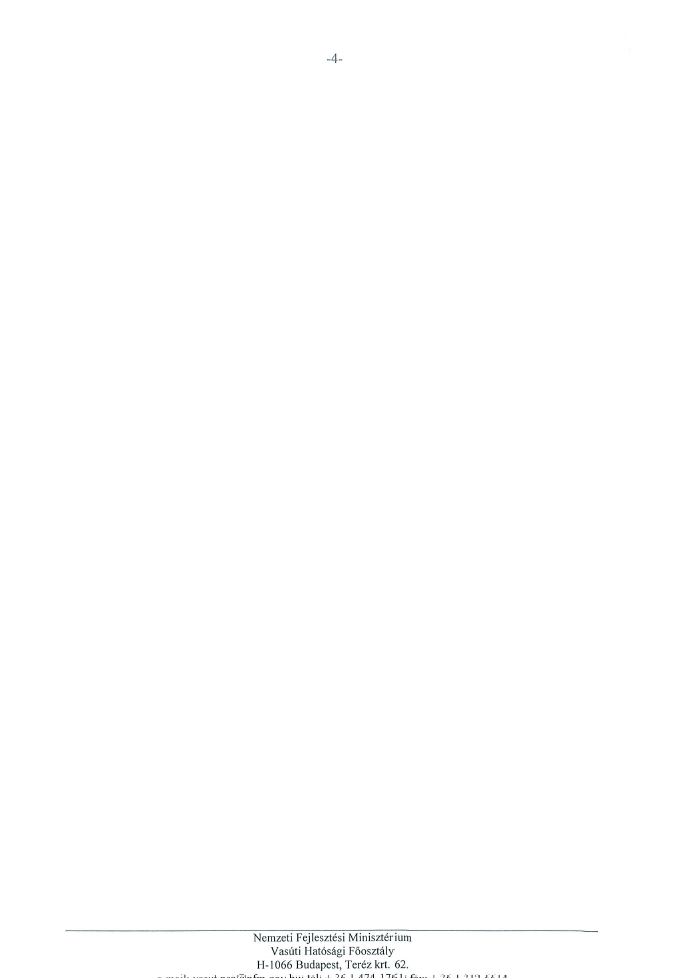 -4-
Nemzeti Fejlesztési Minisztérium
Vasúti Hatósági Főosztály
H-1066 Budapest, Teréz krt. 62.